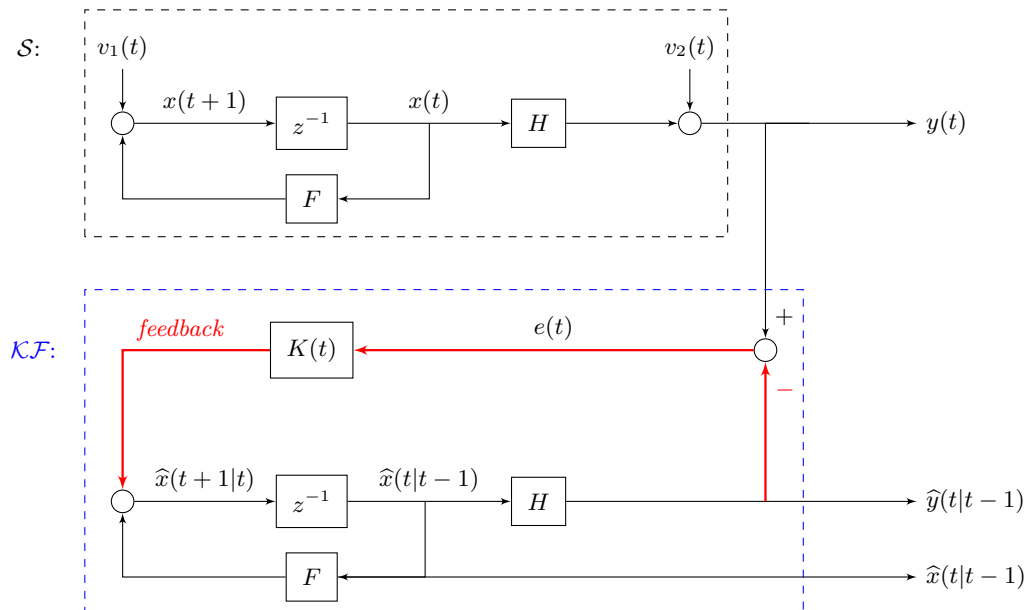 𝒮:
v₁(t)
v₂(t)
x(t + 1)
x(t)
z⁻¹
H
y(t)
F
+
𝒦ℱ:
feedback
K(t)
e(t)
−
x̂(t+1|t)
x̂(t|t−1)
z⁻¹
H
ŷ(t|t−1)
F
x̂(t|t−1)